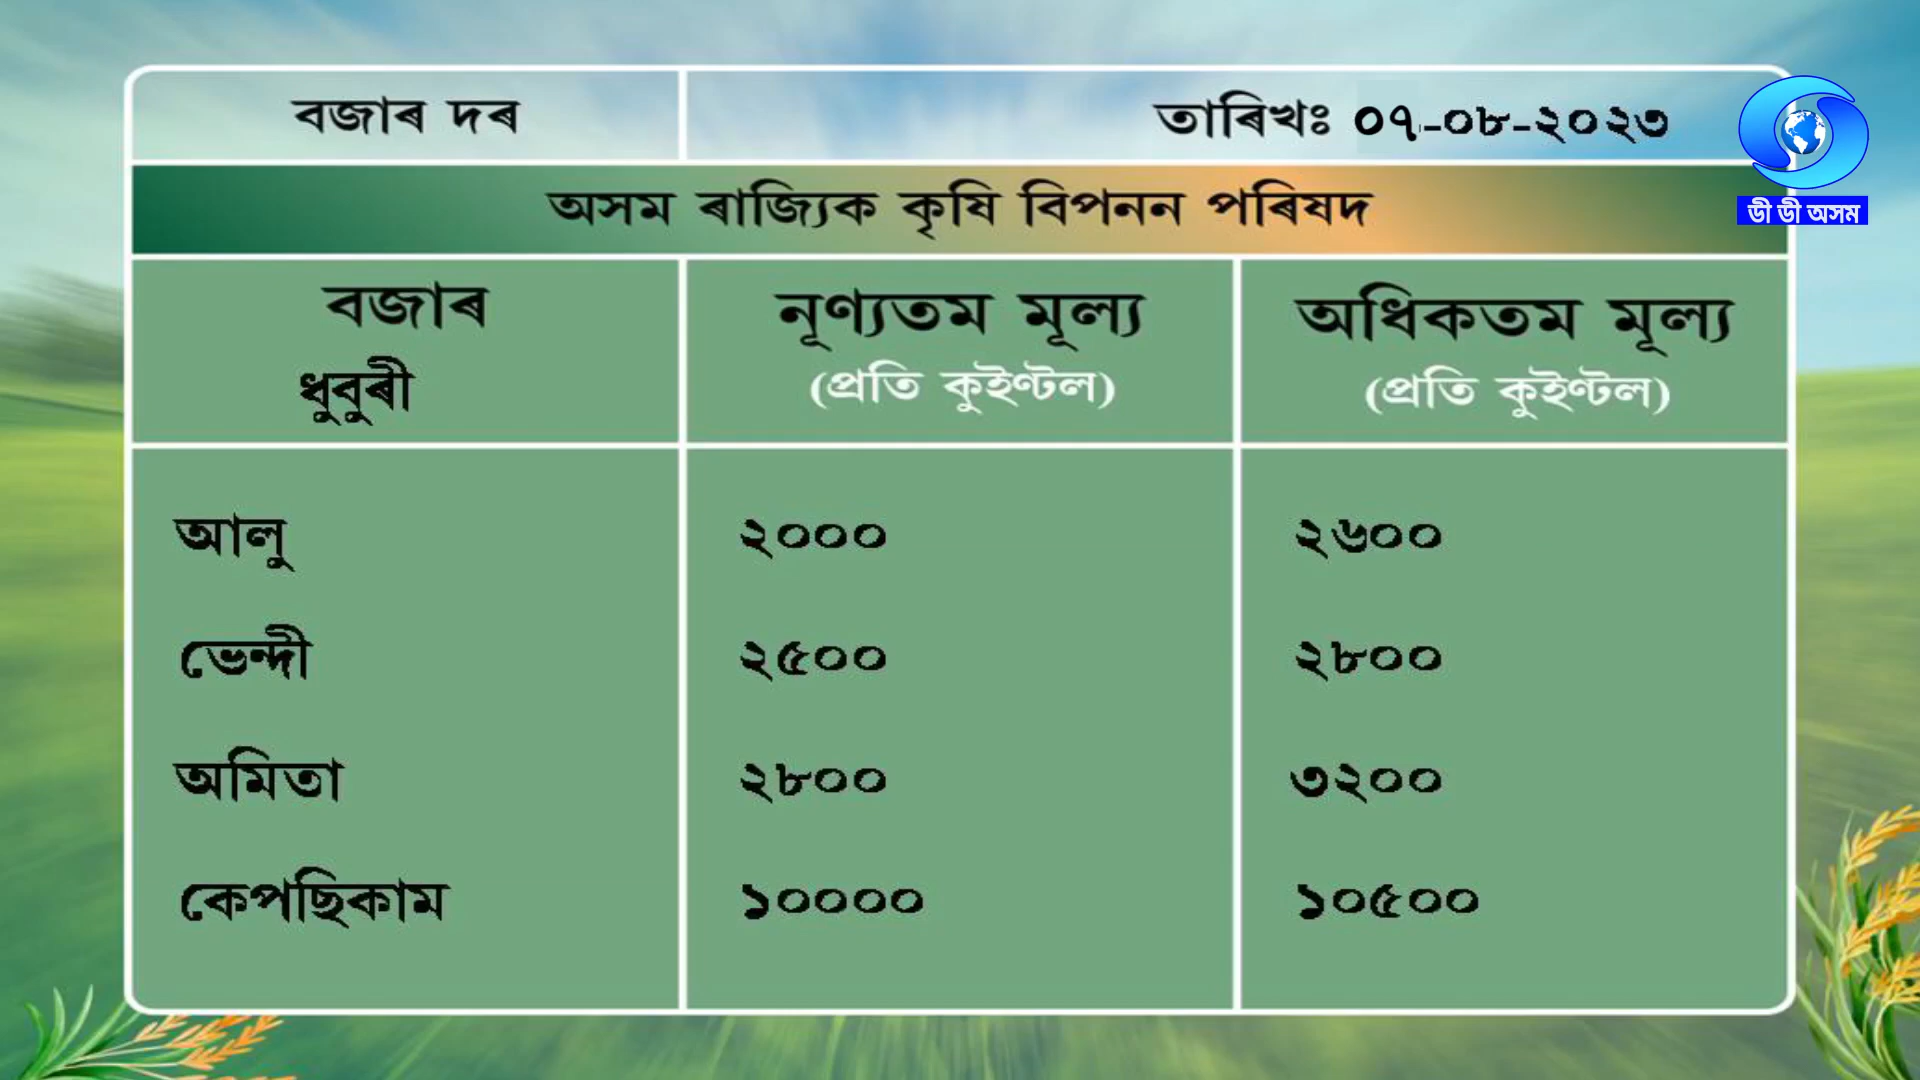 বজাৰ দৰ
তাৰিখঃ ০৭-০৮-২০২৩
ডী ডী অসম
অসম ৰাজ্যিক কৃষি বিপনন পৰিষদ
বজাৰ
ধুবুৰী
নূণ্যতম মূল্য
(প্ৰতি কুইণ্টল)
অধিকতম মূল্য
(প্ৰতি কুইণ্টল)
আলু ২০০০ ২৬০০
ভেন্দী ২৫০০ ২৮০০
অমিতা ২৮০০ ৩২০০
কেপছিকাম ১০০০০ ১০৫০০